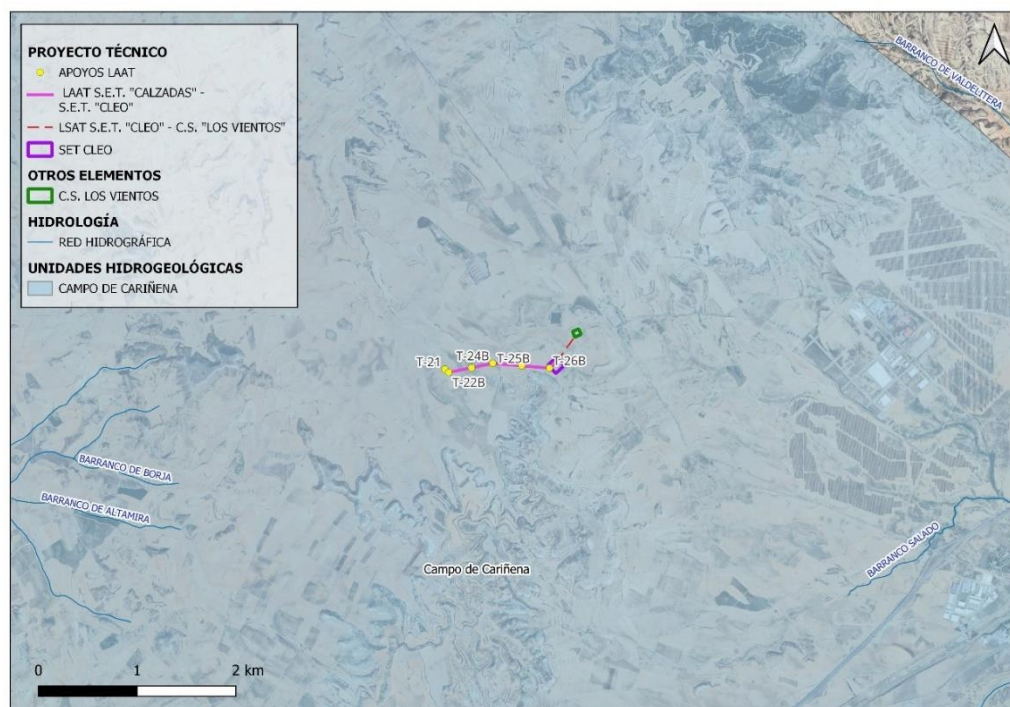 PROYECTO TÉCNICO
APOYOS LAAT
LAAT S.E.T. "CALZADAS" -
S.E.T. "CLEO"
LSAT S.E.T. "CLEO" - C.S. "LOS VIENTOS"
SET CLEO
OTROS ELEMENTOS
C.S. LOS VIENTOS
HIDROLOGÍA
RED HIDROGRÁFICA
UNIDADES HIDROGEOLÓGICAS
CAMPO DE CARIÑENA
BARRANCO DE VALDELITERA
T-21
T-22B
T-24B
T-25B
T-26B
BARRANCO DE BORJA
BARRANCO DE ALTAMIRA
BARRANCO SALADO
Campo de Cariñena
0 1 2 km